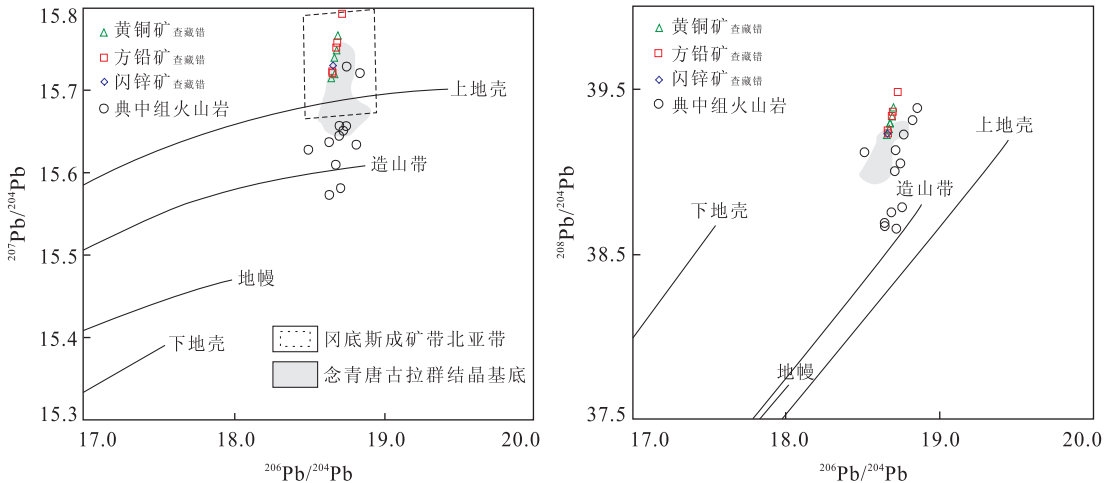 15.8
15.7
15.6
15.5
15.4
15.3
²⁰⁷Pb/²⁰⁴Pb
黄铜矿查藏错
方铅矿查藏错
闪锌矿查藏错
典中组火山岩
上地壳
造山带
地幔
下地壳
冈底斯成矿带北亚带
念青唐古拉群结晶基底
17.0 18.0 19.0 20.0
²⁰⁶Pb/²⁰⁴Pb
39.5
38.5
37.5
²⁰⁸Pb/²⁰⁴Pb
黄铜矿查藏错
方铅矿查藏错
闪锌矿查藏错
典中组火山岩
上地壳
造山带
下地壳
地幔
17.0 18.0 19.0 20.0
²⁰⁶Pb/²⁰⁴Pb